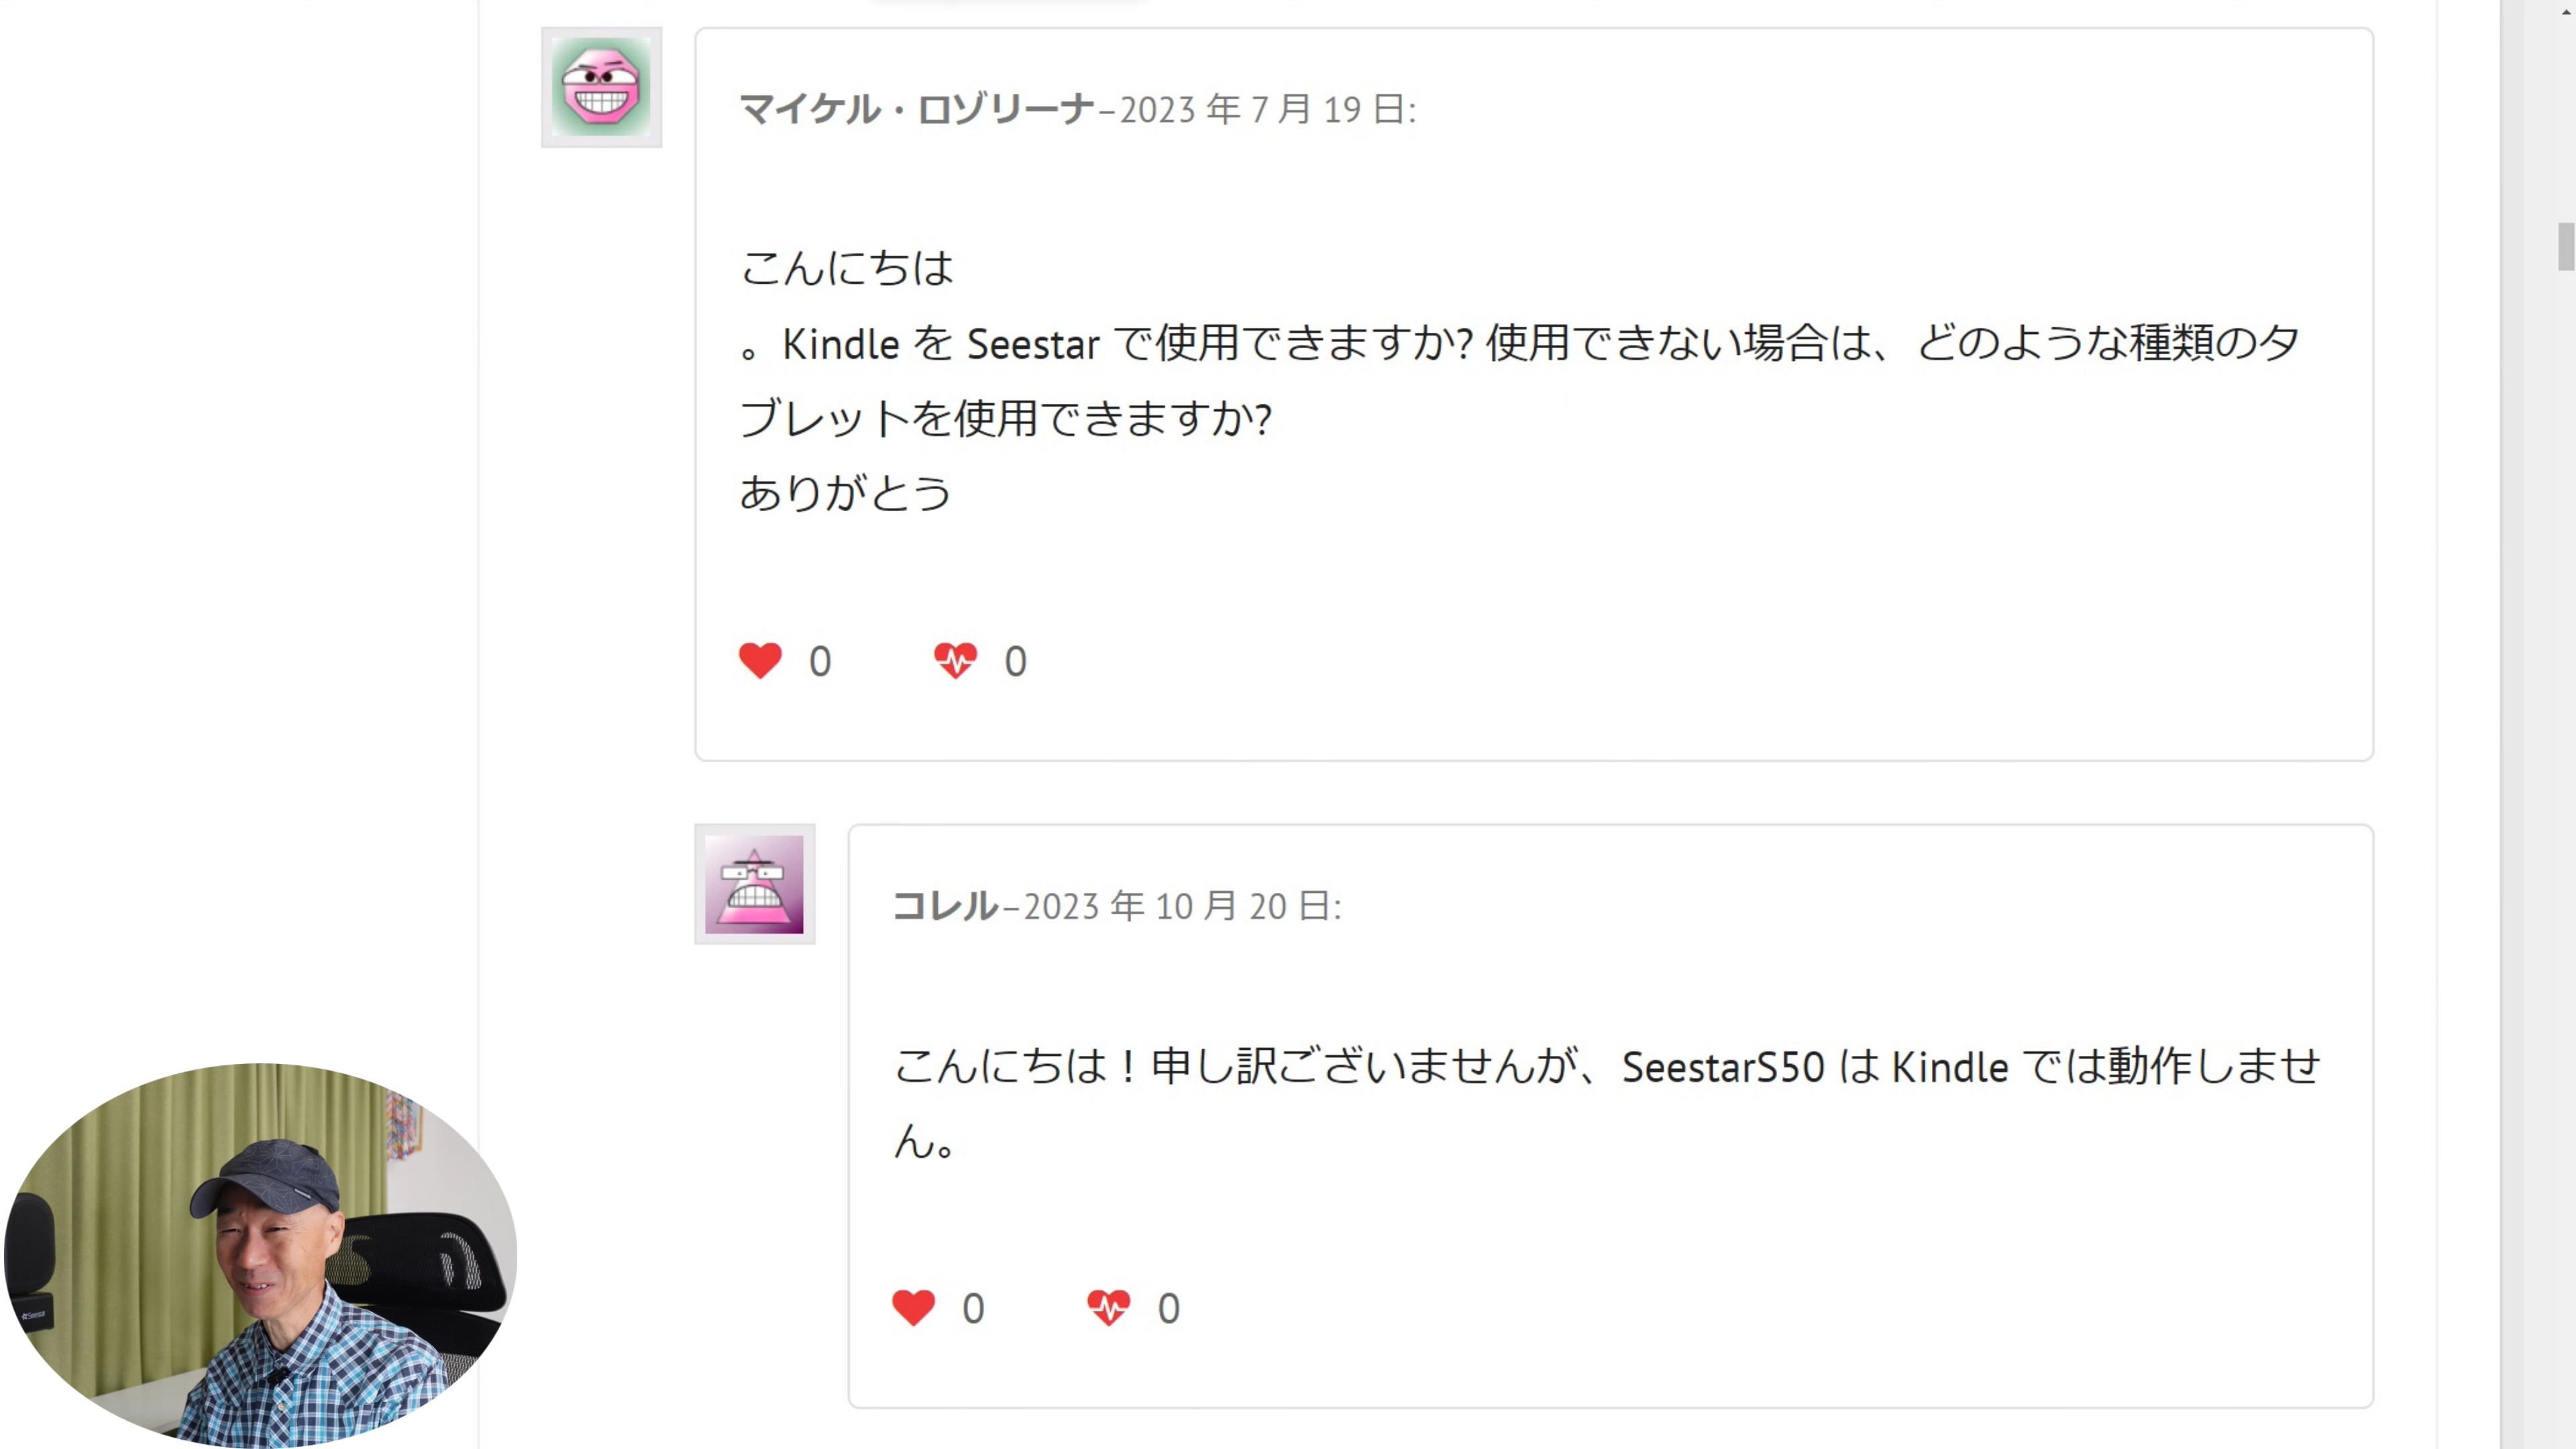 マイケル・ロゾリーナ–2023 年 7 月 19 日:
こんにちは
。Kindle を Seestar で使用できますか? 使用できない場合は、どのような種類のタ
ブレットを使用できますか?
ありがとう
0 0
コレル–2023 年 10 月 20 日:
こんにちは！申し訳ございませんが、SeestarS50 は Kindle では動作しませ
ん。
0 0
Seestar